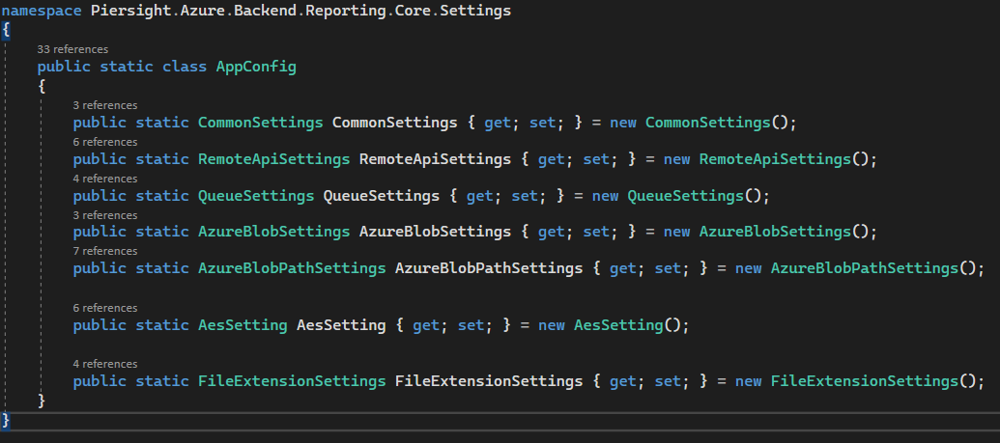 namespace Piersight.Azure.Backend.Reporting.Core.Settings
{
33 references
public static class AppConfig
{
3 references
public static CommonSettings CommonSettings { get; set; } = new CommonSettings();
6 references
public static RemoteApiSettings RemoteApiSettings { get; set; } = new RemoteApiSettings();
4 references
public static QueueSettings QueueSettings { get; set; } = new QueueSettings();
3 references
public static AzureBlobSettings AzureBlobSettings { get; set; } = new AzureBlobSettings();
7 references
public static AzureBlobPathSettings AzureBlobPathSettings { get; set; } = new AzureBlobPathSettings();
6 references
public static AesSetting AesSetting { get; set; } = new AesSetting();
4 references
public static FileExtensionSettings FileExtensionSettings { get; set; } = new FileExtensionSettings();
}
}